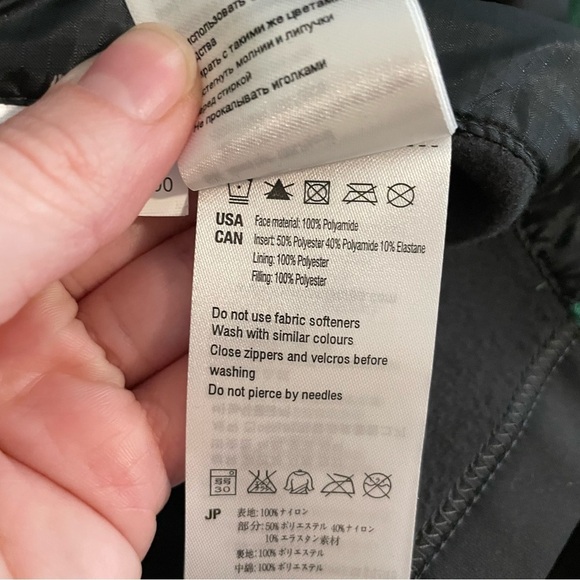 использовать
дства
ирать с такими же цветами
стегнуть молнии и липучки
еред стиркой
Не прокалывать иголками
USA Face material: 100% Polyamide
CAN Insert: 50% Polyester 40% Polyamide 10% Elastane
Lining: 100% Polyester
Filling: 100% Polyester
Do not use fabric softeners
Wash with similar colours
Close zippers and velcros before
washing
Do not pierce by needles
30
JP 表地:100%ナイロン
部分:50%ポリエステル 40%ナイロン
10%エラスタン素材
裏地:100%ポリエステル
中綿:100%ポリエステル